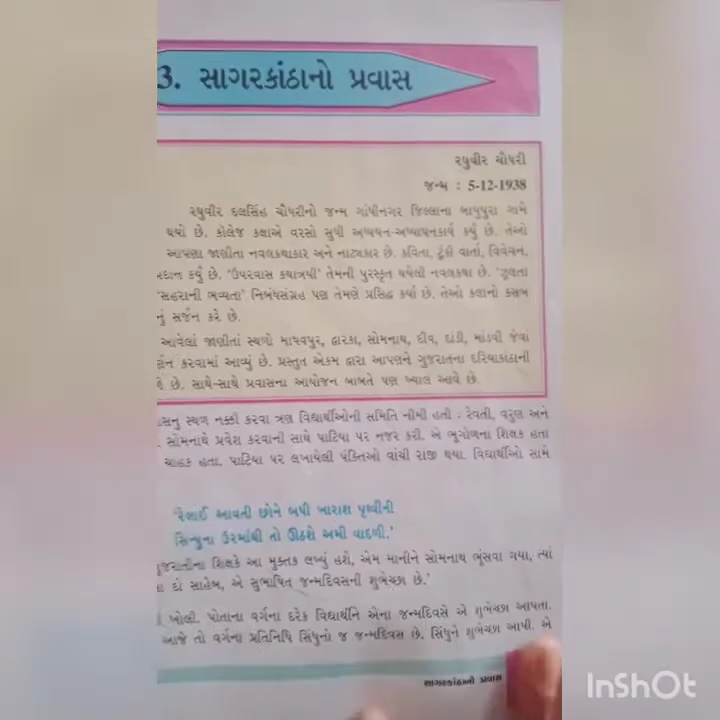 3. સાગરકાંઠાનો પ્રવાસ
રઘુવીર ચૌધરી
જન્મ : 5-12-1938
રઘુવીર દલસિંહ ચૌધરીનો જન્મ ગાંધીનગર જિલ્લાના બાપુપુરા ગામે
થયો છે. કૉલેજ કક્ષાએ વરસો સુધી અધ્યયન-અધ્યાપનકાર્ય કર્યું છે. તેઓ
આપણા જાણીતા નવલકથાકાર અને નાટ્યકાર છે. કવિતા, ટૂંકી વાર્તા, વિવેચન,
કર્યું છે. 'ઉપરવાસ કથાત્રયી' તેમની પુરસ્કૃત થયેલી નવલકથા છે. 'ઝૂલતા
'સહરાની ભવ્યતા' નિબંધસંગ્રહ પણ તેમણે પ્રસિદ્ધ કર્યા છે. તેઓ કલાનો કસબ
નું સર્જન કરે છે.
આવેલાં જાણીતાં સ્થળો માધવપુર, દ્વારકા, સોમનાથ, દીવ, દાંડી, માંડવી જેવાં
કરવામાં આવ્યું છે. પ્રસ્તુત એકમ દ્વારા આપણને ગુજરાતના દરિયાકાંઠાની
છે. સાથે-સાથે પ્રવાસના આયોજન બાબતે પણ ખ્યાલ આવે છે.
સ્થળ નક્કી કરવા ત્રણ વિદ્યાર્થીઓની સમિતિ નીમી હતી : રેવતી, વરુણ અને
સોમનાથે પ્રવેશ કરવાની સાથે પાટિયા પર નજર કરી. એ ભૂગોળના શિક્ષક હતા
ચાહક હતા. પાટિયા પર લખાયેલી પંક્તિઓ વાંચી રાજી થયા. વિદ્યાર્થીઓ સામે
'રેલાઈ આવતી છોને બધી ખારાશ પૃથ્વીની
સિન્ધુના ઉરમાંથી તો ઊઠશે અમી વાદળી.'
ગુજરાતીના શિક્ષકે આ મુક્તક લખ્યું હશે, એમ માનીને સોમનાથ ભૂંસવા ગયા, ત્યાં
દો સાહેબ, એ સુભાષિત જન્મદિવસની શુભેચ્છા છે.'
ખોલી. પોતાના વર્ગના દરેક વિદ્યાર્થીને એના જન્મદિવસે એ શુભેચ્છા આપતા.
આજે તો વર્ગના પ્રતિનિધિ સિંધુનો જ જન્મદિવસ છે. સિંધુને શુભેચ્છા આપી. એ
સાગરકાંઠાનો પ્રવાસ
InShOt